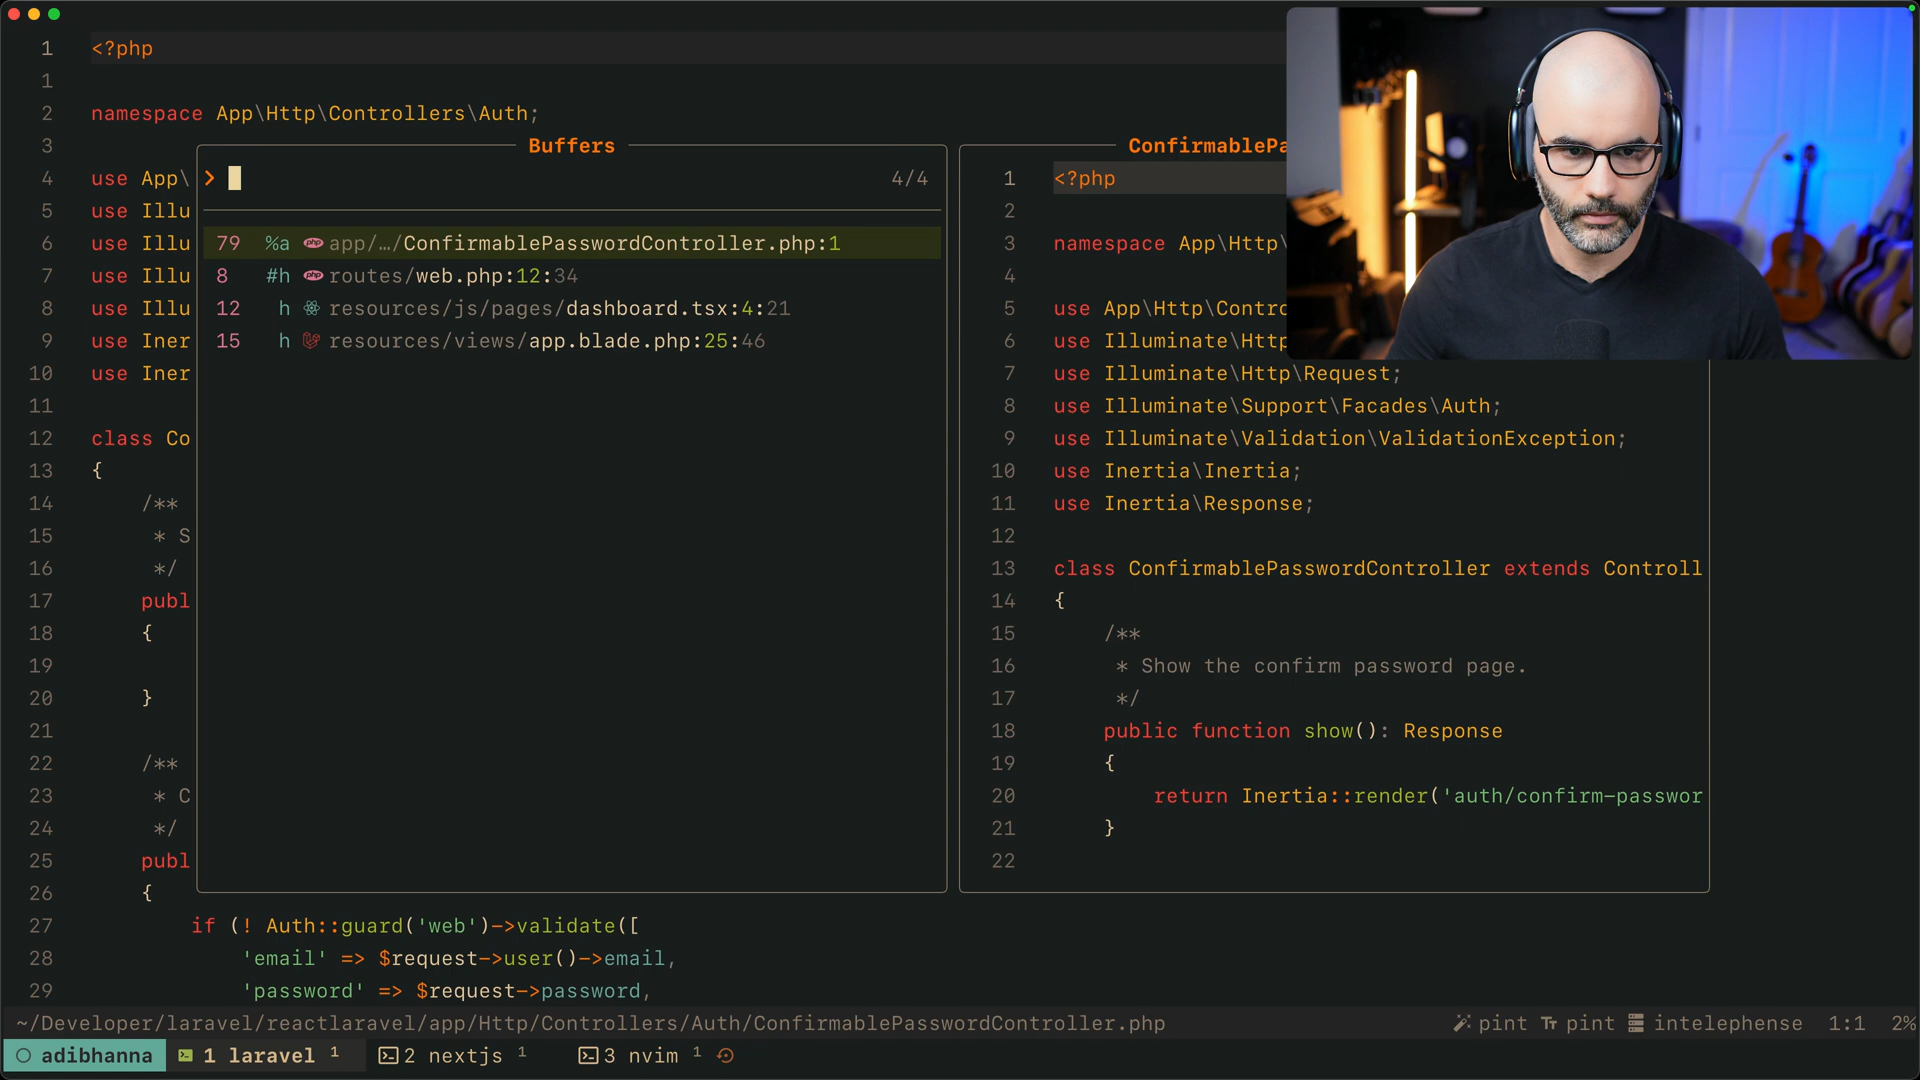 1 <?php
1
2 namespace App\Http\Controllers\Auth;
3
4 use App\
5 use Illu
6 use Illu
7 use Illu
8 use Illu
9 use Iner
10 use Iner
11
12 class Co
13 {
14 /**
15 * S
16 */
17 publ
18 {
19
20 }
21
22 /**
23 * C
24 */
25 publ
26 {
27 if (! Auth::guard('web')->validate([
28 'email' => $request->user()->email,
29 'password' => $request->password,
Buffers
> 4/4
79 %a php app/…/ConfirmablePasswordController.php:1
8 #h php routes/web.php:12:34
12 h resources/js/pages/dashboard.tsx:4:21
15 h resources/views/app.blade.php:25:46
ConfirmablePa
1 <?php
2
3 namespace App\Http\
4
5 use App\Http\Contro
6 use Illuminate\Http
7 use Illuminate\Http\Request;
8 use Illuminate\Support\Facades\Auth;
9 use Illuminate\Validation\ValidationException;
10 use Inertia\Inertia;
11 use Inertia\Response;
12
13 class ConfirmablePasswordController extends Controll
14 {
15 /**
16 * Show the confirm password page.
17 */
18 public function show(): Response
19 {
20 return Inertia::render('auth/confirm-passwor
21 }
22
~/Developer/laravel/reactlaravel/app/Http/Controllers/Auth/ConfirmablePasswordController.php pint Tт pint intelephense 1:1 2%
adibhanna 1 laravel 1 2 nextjs 1 3 nvim 1